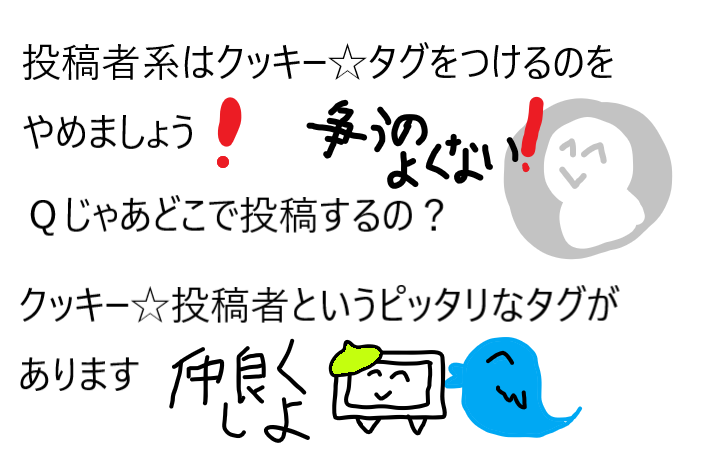 投稿者系はクッキー☆タグをつけるのを
やめましょう！
争うの
よくない！
Ｑじゃあどこで投稿するの？
クッキー☆投稿者というピッタリなタグが
あります
仲良く
しよ